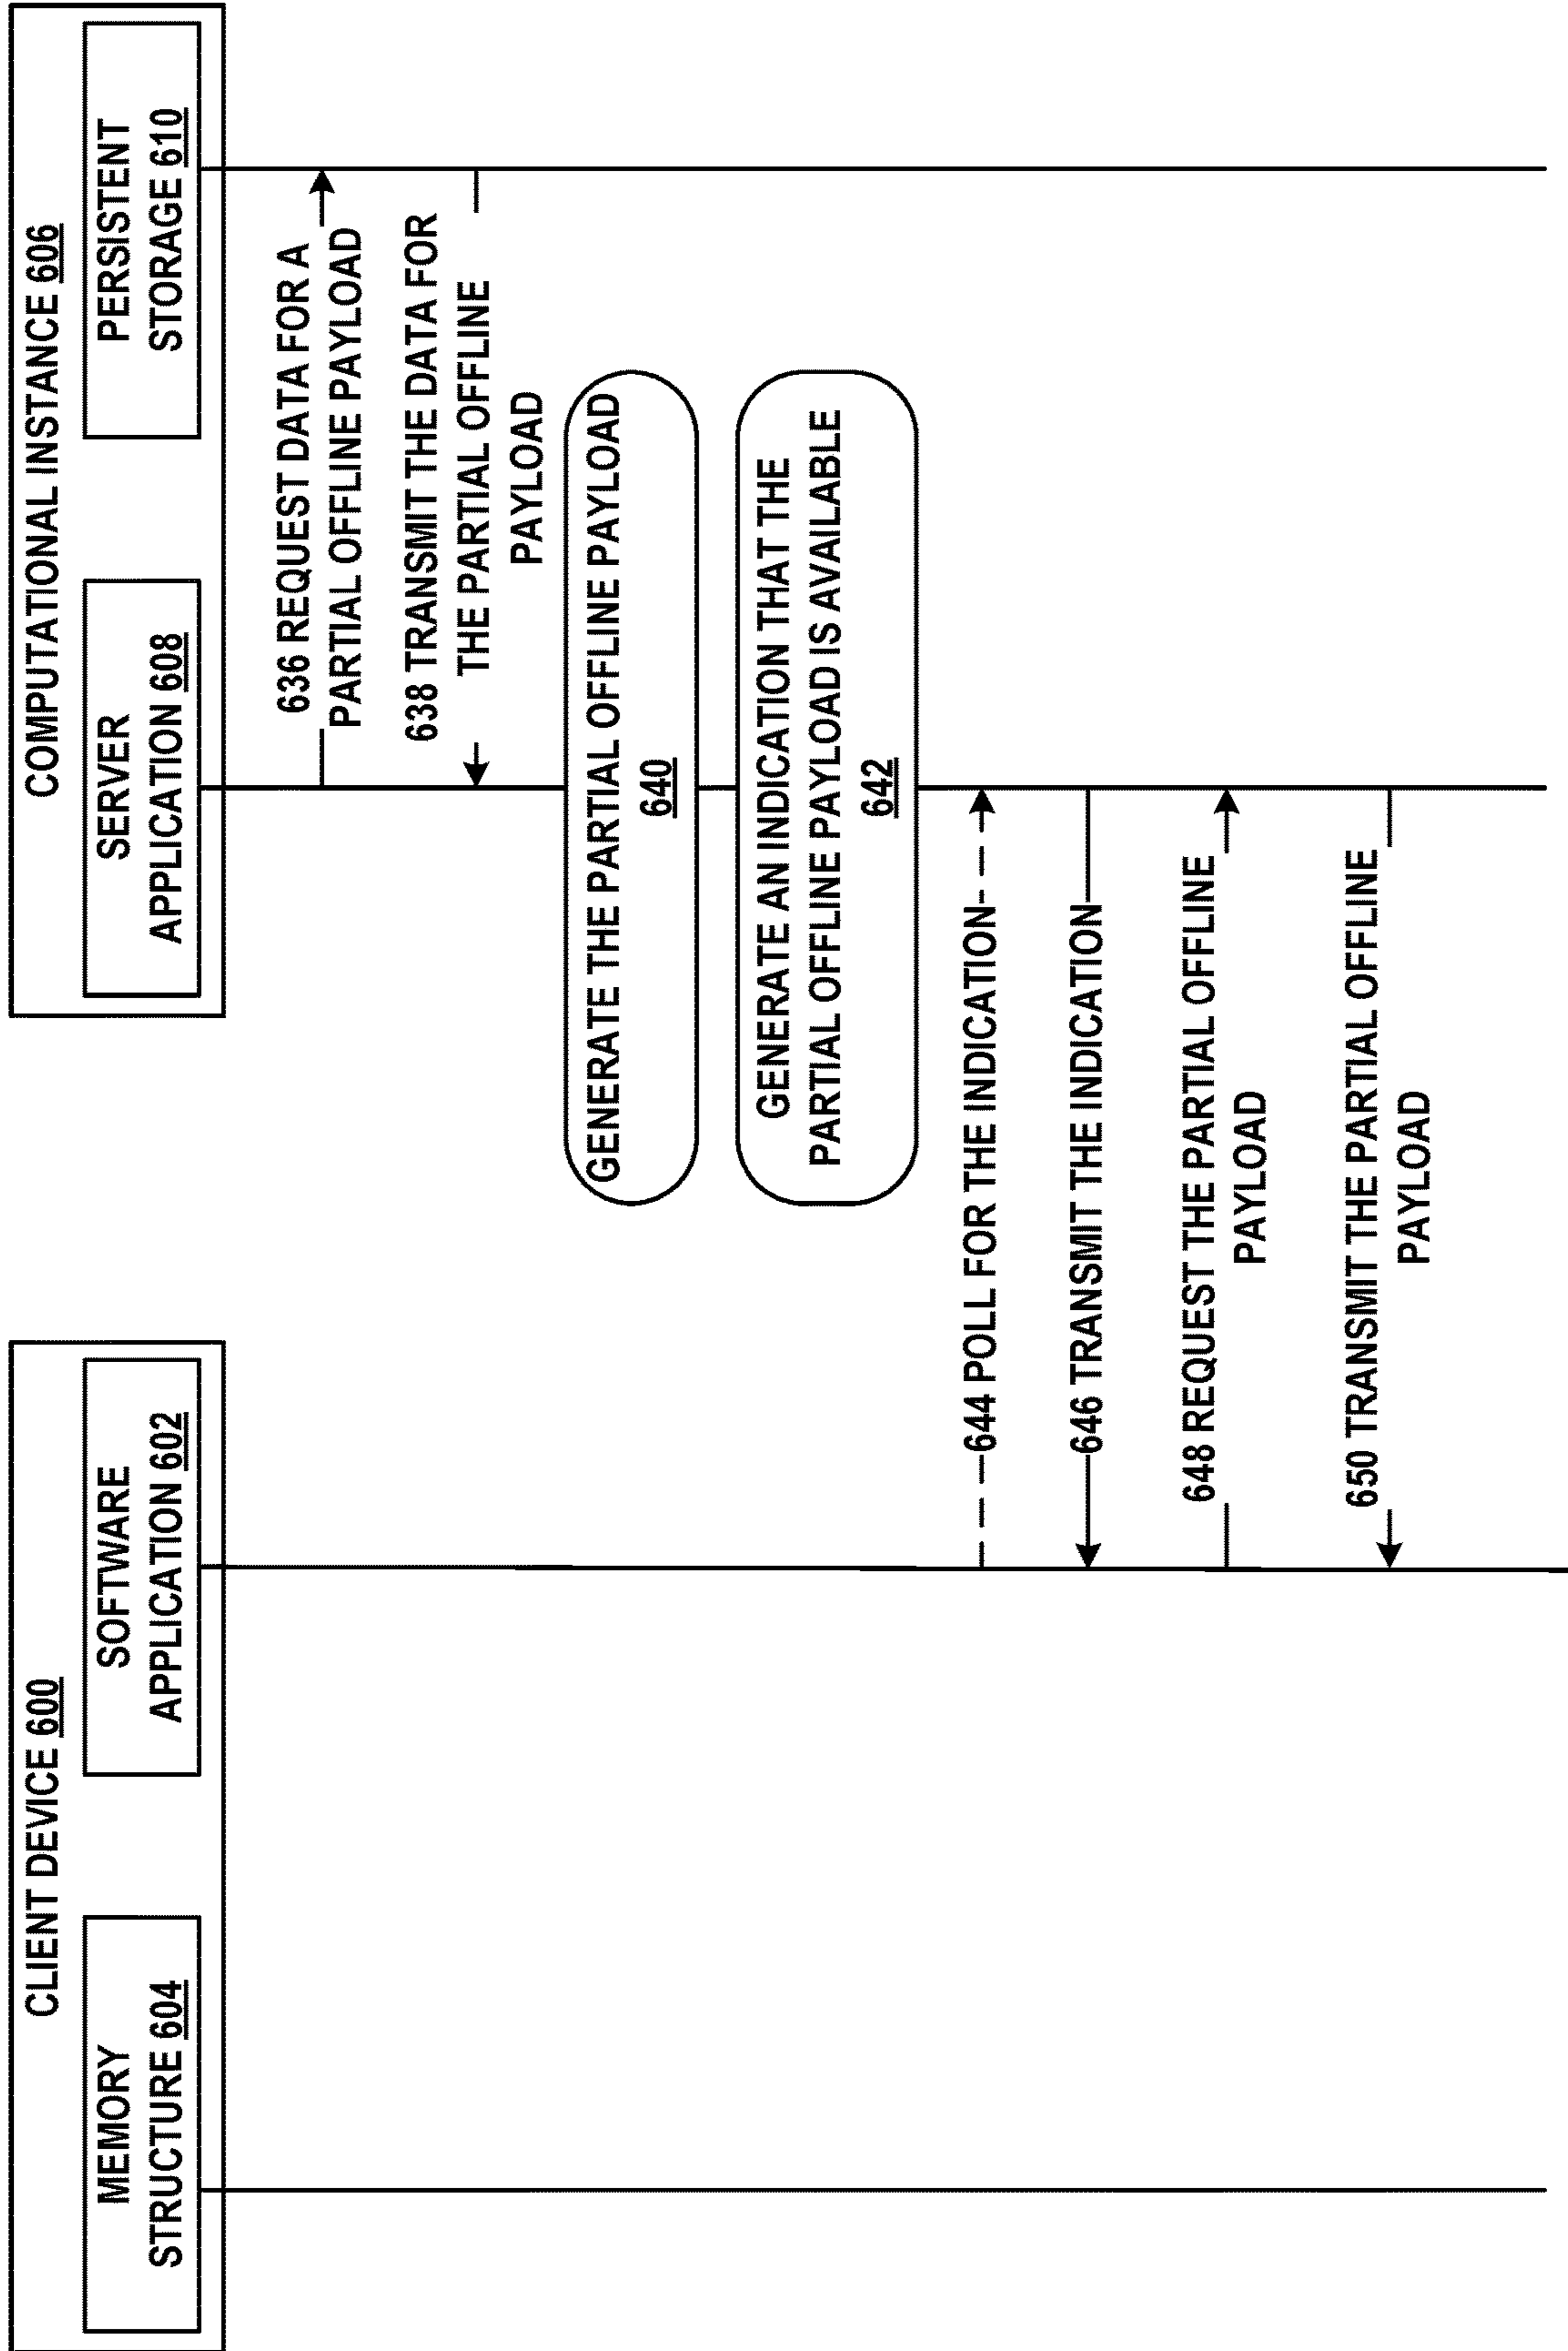 CLIENT DEVICE 600
MEMORY
STRUCTURE 604
SOFTWARE
APPLICATION 602
COMPUTATIONAL INSTANCE 606
SERVER
APPLICATION 608
PERSISTENT
STORAGE 610
636 REQUEST DATA FOR A
PARTIAL OFFLINE PAYLOAD
638 TRANSMIT THE DATA FOR
THE PARTIAL OFFLINE
PAYLOAD
GENERATE THE PARTIAL OFFLINE PAYLOAD
640
GENERATE AN INDICATION THAT THE
PARTIAL OFFLINE PAYLOAD IS AVAILABLE
642
644 POLL FOR THE INDICATION
646 TRANSMIT THE INDICATION
648 REQUEST THE PARTIAL OFFLINE
PAYLOAD
650 TRANSMIT THE PARTIAL OFFLINE
PAYLOAD